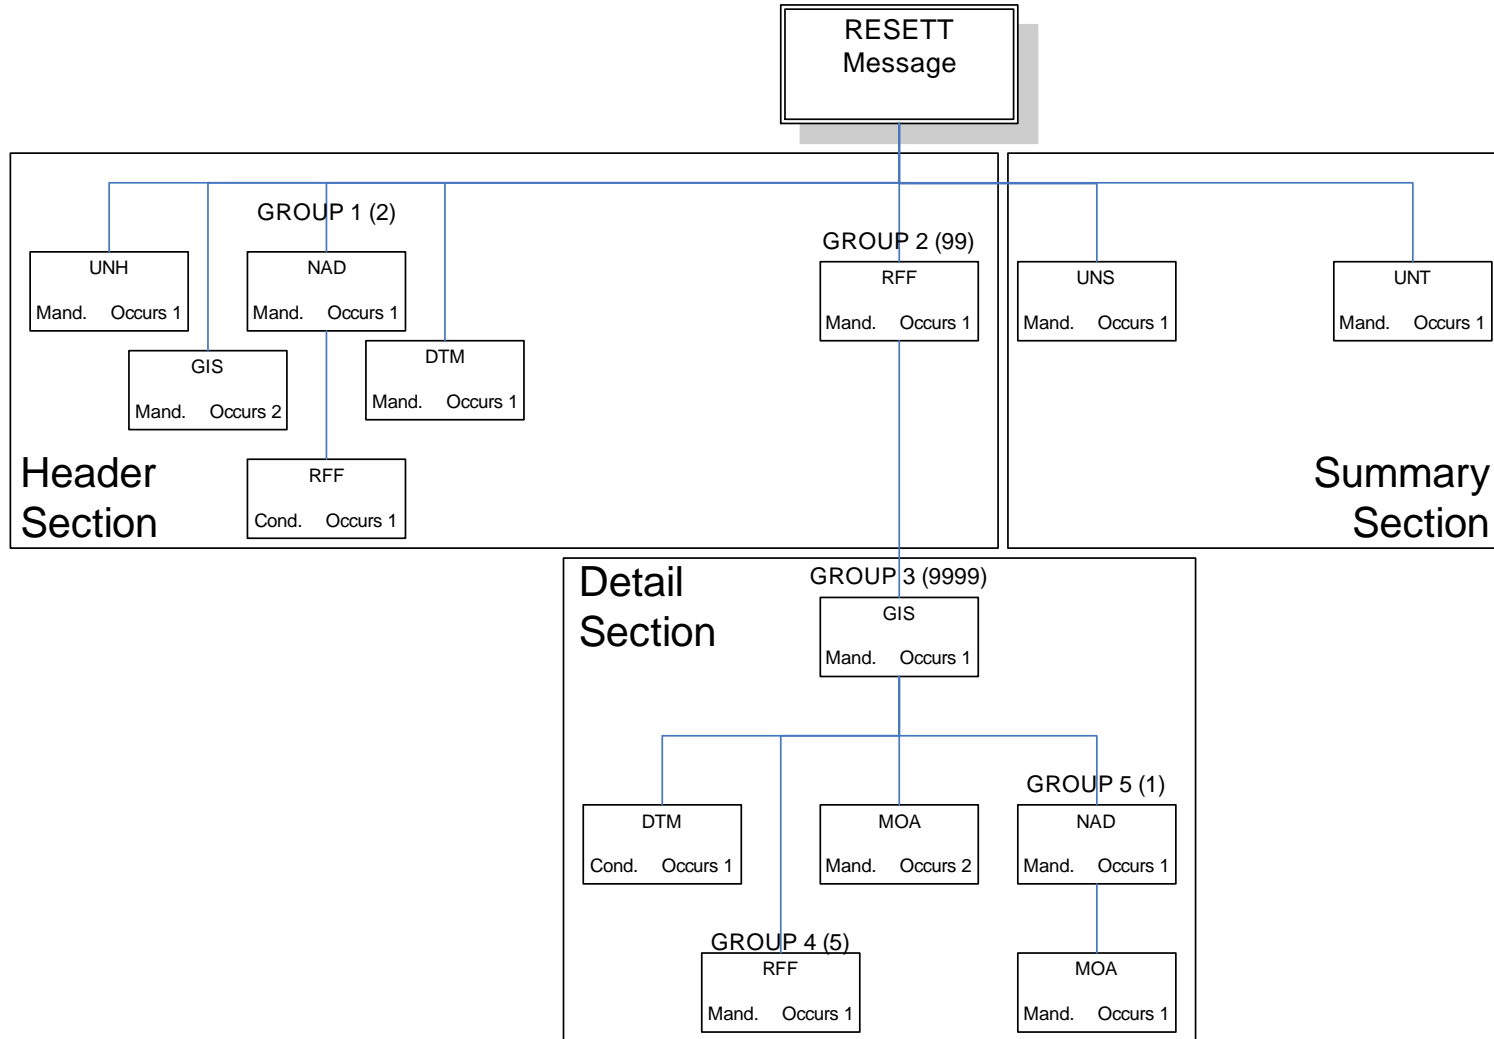 RESETT
Message
GROUP 1 (2)
GROUP 2 (99)
UNH
Mand. Occurs 1
NAD
Mand. Occurs 1
RFF
Mand. Occurs 1
UNS
Mand. Occurs 1
UNT
Mand. Occurs 1
GIS
Mand. Occurs 2
DTM
Mand. Occurs 1
RFF
Cond. Occurs 1
Header
Section
Summary
Section
Detail
Section
GROUP 3 (9999)
GIS
Mand. Occurs 1
GROUP 5 (1)
DTM
Cond. Occurs 1
MOA
Mand. Occurs 2
NAD
Mand. Occurs 1
GROUP 4 (5)
RFF
Mand. Occurs 1
MOA
Mand. Occurs 1